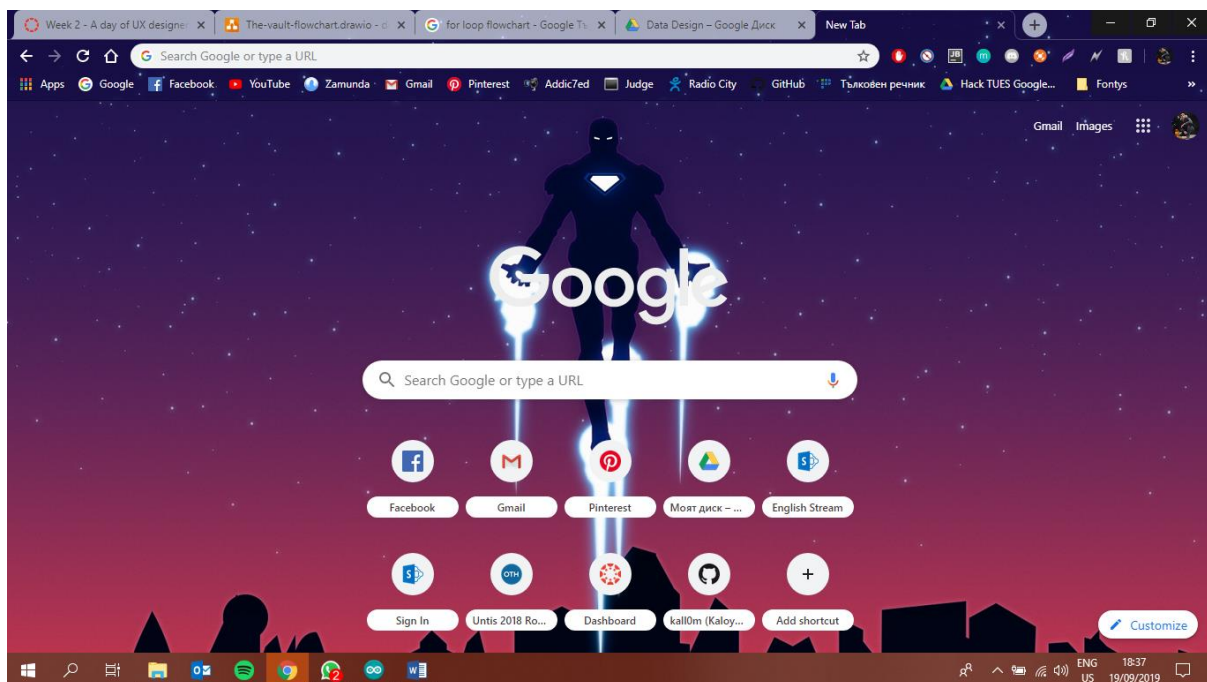 Week 2 - A day of UX designer
The-vault-flowchart.drawio - d
for loop flowchart - Google Тъ
Data Design – Google Диск
New Tab
Search Google or type a URL
Apps Google Facebook YouTube Zamunda Gmail Pinterest Addic7ed Judge Radio City GitHub Тълковен речник Hack TUES Google... Fontys »
Gmail Images
Google
Search Google or type a URL
Facebook Gmail Pinterest Моят диск – ... English Stream
OTH
Sign In Untis 2018 Ro... Dashboard kall0m (Kaloy... Add shortcut
Customize
ENG 18:37
US 19/09/2019